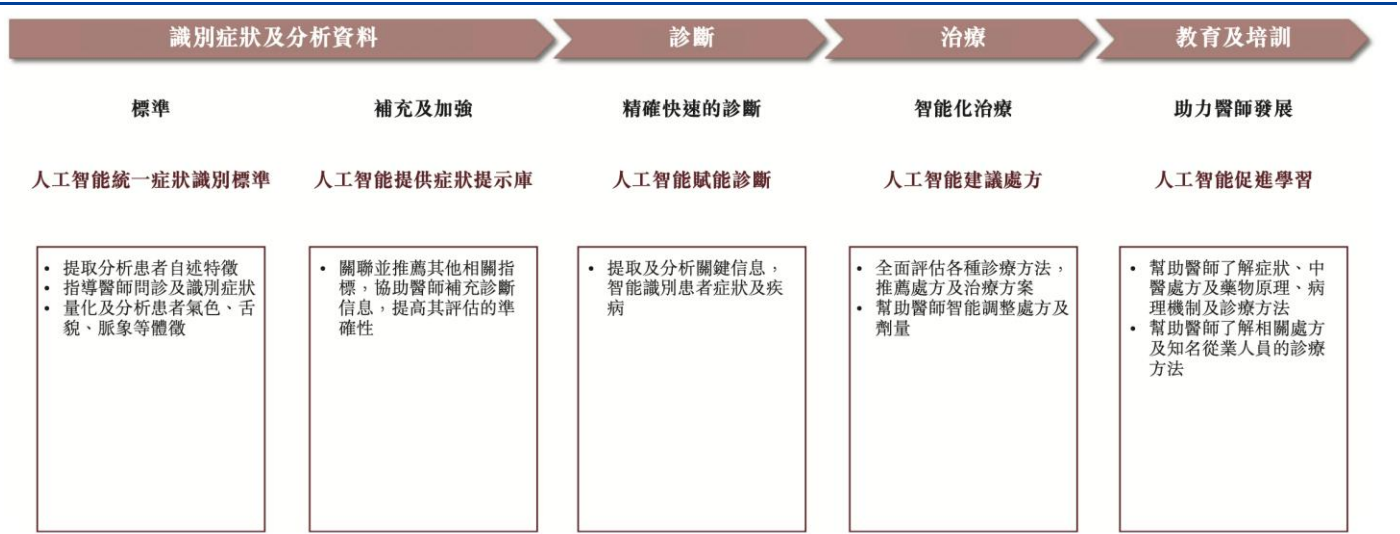 識別症狀及分析資料
診斷
治療
教育及培訓
標準
補充及加強
精確快速的診斷
智能化治療
助力醫師發展
人工智能統一症狀識別標準
人工智能提供症狀提示庫
人工智能賦能診斷
人工智能建議處方
人工智能促進學習
• 提取分析患者自述特徵
• 指導醫師問診及識別症狀
• 量化及分析患者氣色、舌
貌、脈象等體徵
• 關聯並推薦其他相關指
標，協助醫師補充診斷
信息，提高其評估的準
確性
• 提取及分析關鍵信息，
智能識別患者症狀及疾
病
• 全面評估各種診療方法，
推薦處方及治療方案
• 幫助醫師智能調整處方及
劑量
• 幫助醫師了解症狀、中
醫處方及藥物原理、病
理機制及診療方法
• 幫助醫師了解相關處方
及知名從業人員的診療
方法